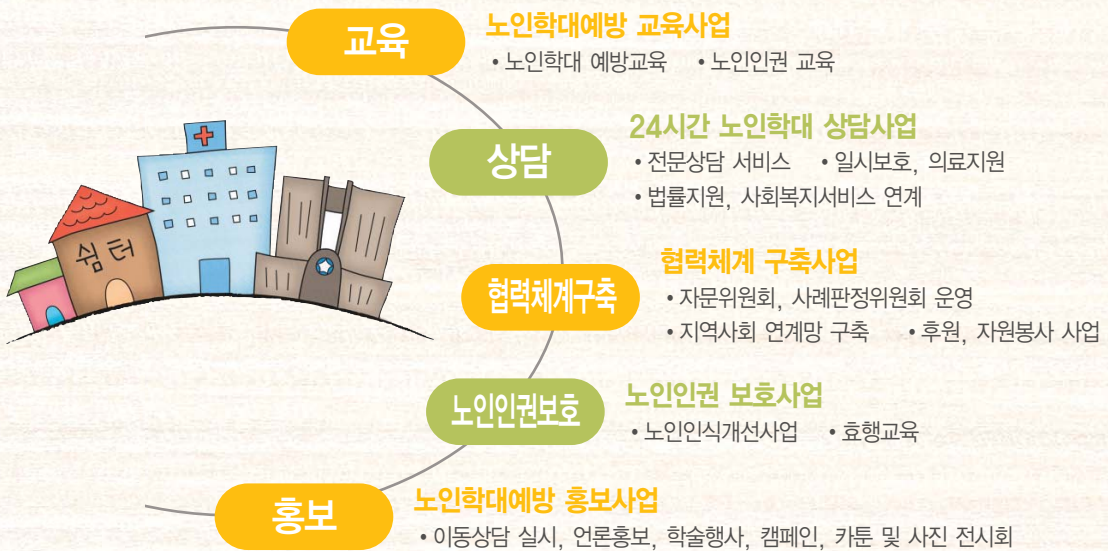 교육
노인학대예방 교육사업
• 노인학대 예방교육 • 노인인권 교육
상담
24시간 노인학대 상담사업
• 전문상담 서비스 • 일시보호, 의료지원
• 법률지원, 사회복지서비스 연계
쉼터
협력체계구축
협력체계 구축사업
• 자문위원회, 사례판정위원회 운영
• 지역사회 연계망 구축 • 후원, 자원봉사 사업
노인인권보호
노인인권 보호사업
• 노인인식개선사업 • 효행교육
홍보
노인학대예방 홍보사업
• 이동상담 실시, 언론홍보, 학술행사, 캠페인, 카툰 및 사진 전시회